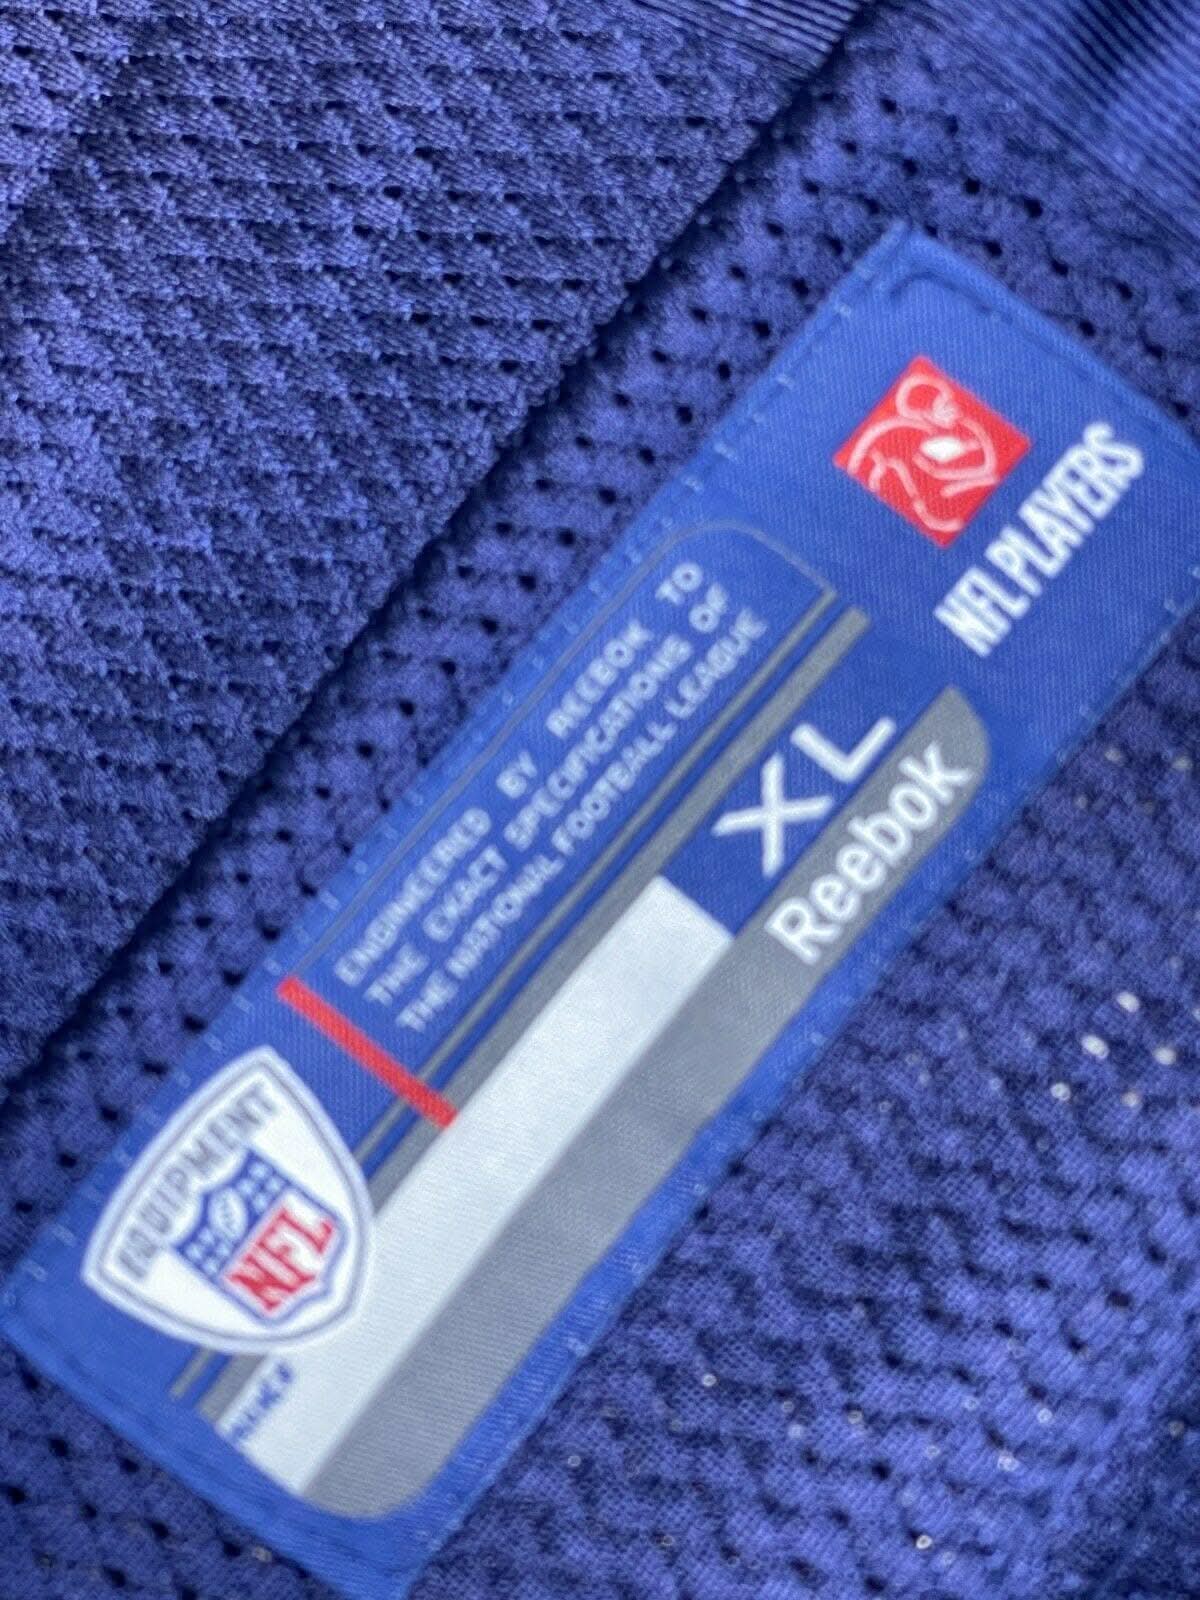 NFL PLAYERS
ENGINEERED BY REEBOK TO
THE EXACT SPECIFICATIONS OF
THE NATIONAL FOOTBALL LEAGUE
XL
Reebok
EQUIPMENT
NFL